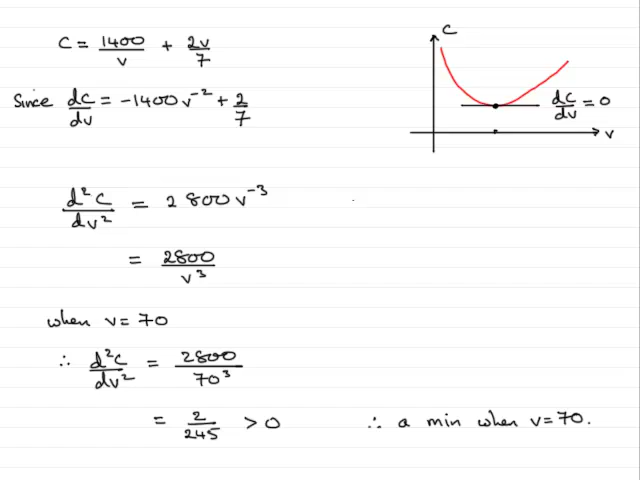 C = 1400/v + 2v/7
Since dC/dv = -1400v⁻² + 2/7
C
dC/dv = 0
v
d²C/dv² = 2800v⁻³
= 2800/v³
when v = 70
∴ d²C/dv² = 2800/70³
= 2/245 > 0 ∴ a min when v = 70.